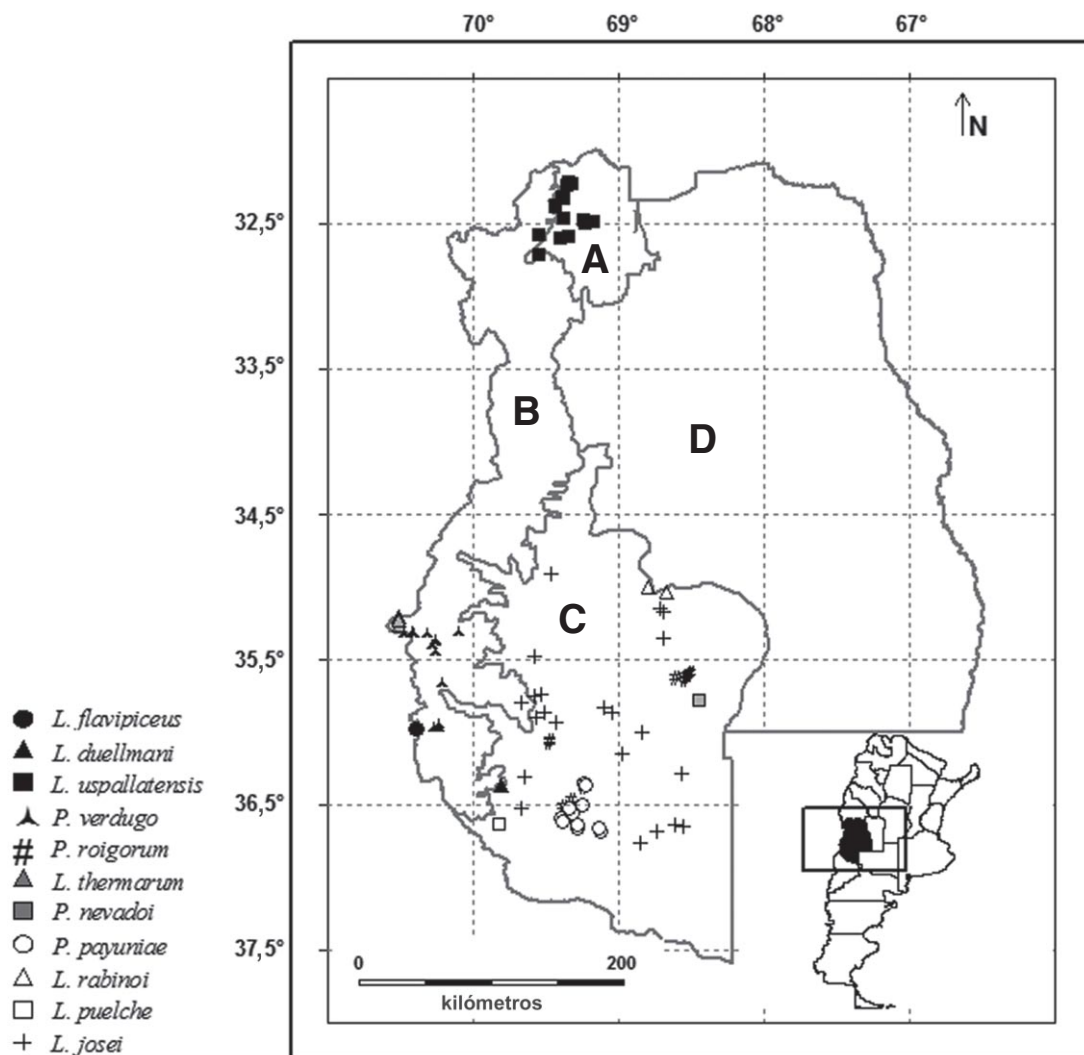 70° 69° 68° 67°
N
32,5°
A
33,5°
B
D
34,5°
C
35,5°
36,5°
37,5°
0 200
kilómetros
L. flavipiceus
L. duellmani
L. uspallatensis
P. verdugo
P. roigorum
L. thermarum
P. nevadoi
P. payuniae
L. rabinoi
L. puelche
L. josei